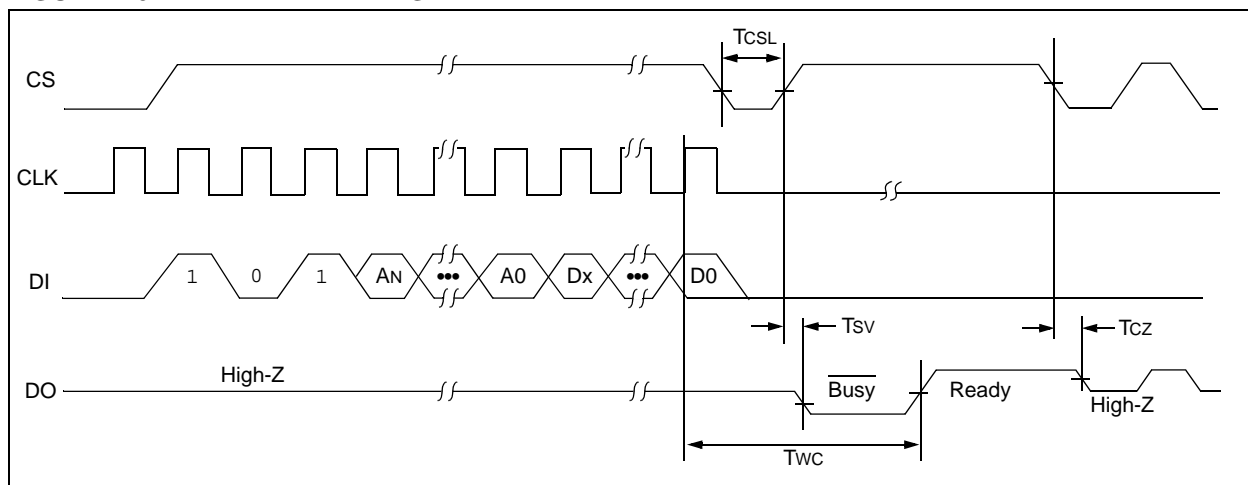 TCSL
CS
CLK
1 0 1 AN ••• A0 Dx ••• D0
DI
TSV
TCZ
High-Z
DO
Busy
Ready
High-Z
TWC